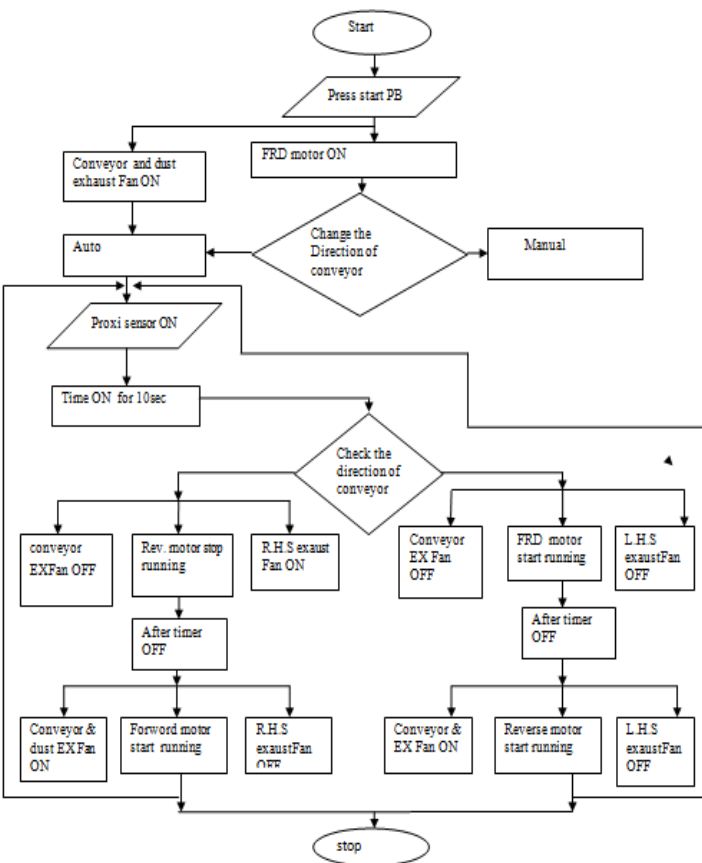 Start
Press start PB
Conveyor and dust
exhaust Fan ON
FRD motor ON
Change the
Direction of
conveyor
Auto
Manual
Proxi sensor ON
Time ON for 10sec
Check the
direction of
conveyor
conveyor
EXFan OFF
Rev. motor stop
running
R.H.S exaust
Fan ON
Conveyor
EX Fan
OFF
FRD motor
start running
L.H.S
exaustFan
OFF
After timer
OFF
After timer
OFF
Conveyor &
dust EX Fan
ON
Forword motor
start running
R.H.S
exaustFan
OFF
Conveyor &
EX Fan ON
Reverse motor
start running
L.H.S
exaustFan
OFF
stop